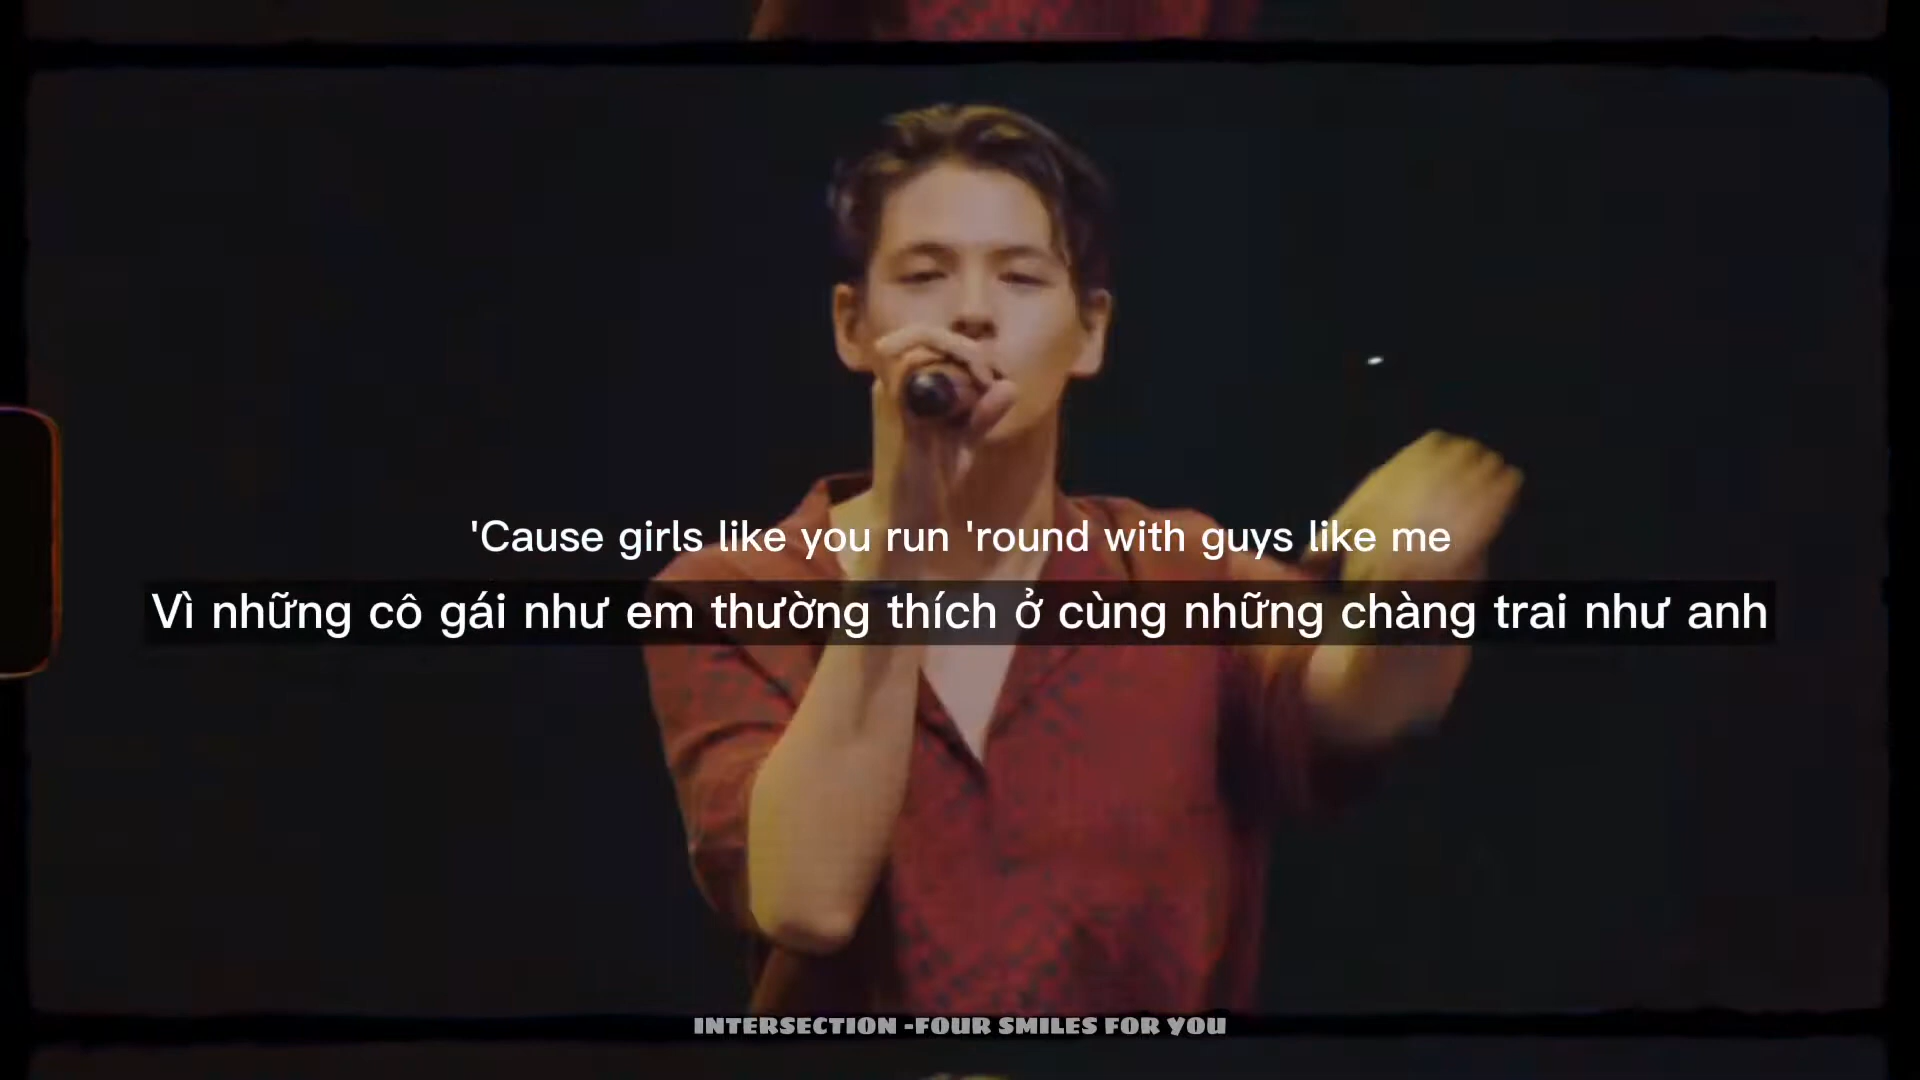 'Cause girls like you run 'round with guys like me
Vì những cô gái như em thường thích ở cùng những chàng trai như anh
INTERSECTION -FOUR SMILES FOR YOU